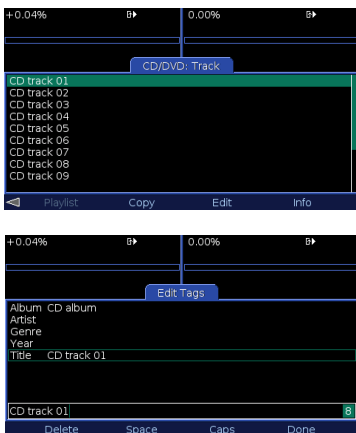 +0.04% 0.00%
CD/DVD: Track
CD track 01
CD track 02
CD track 03
CD track 04
CD track 05
CD track 06
CD track 07
CD track 08
CD track 09
Playlist Copy Edit Info
+0.04% 0.00%
Edit Tags
Album CD album
Artist
Genre
Year
Title CD track 01
CD track 01 8
Delete Space Caps Done